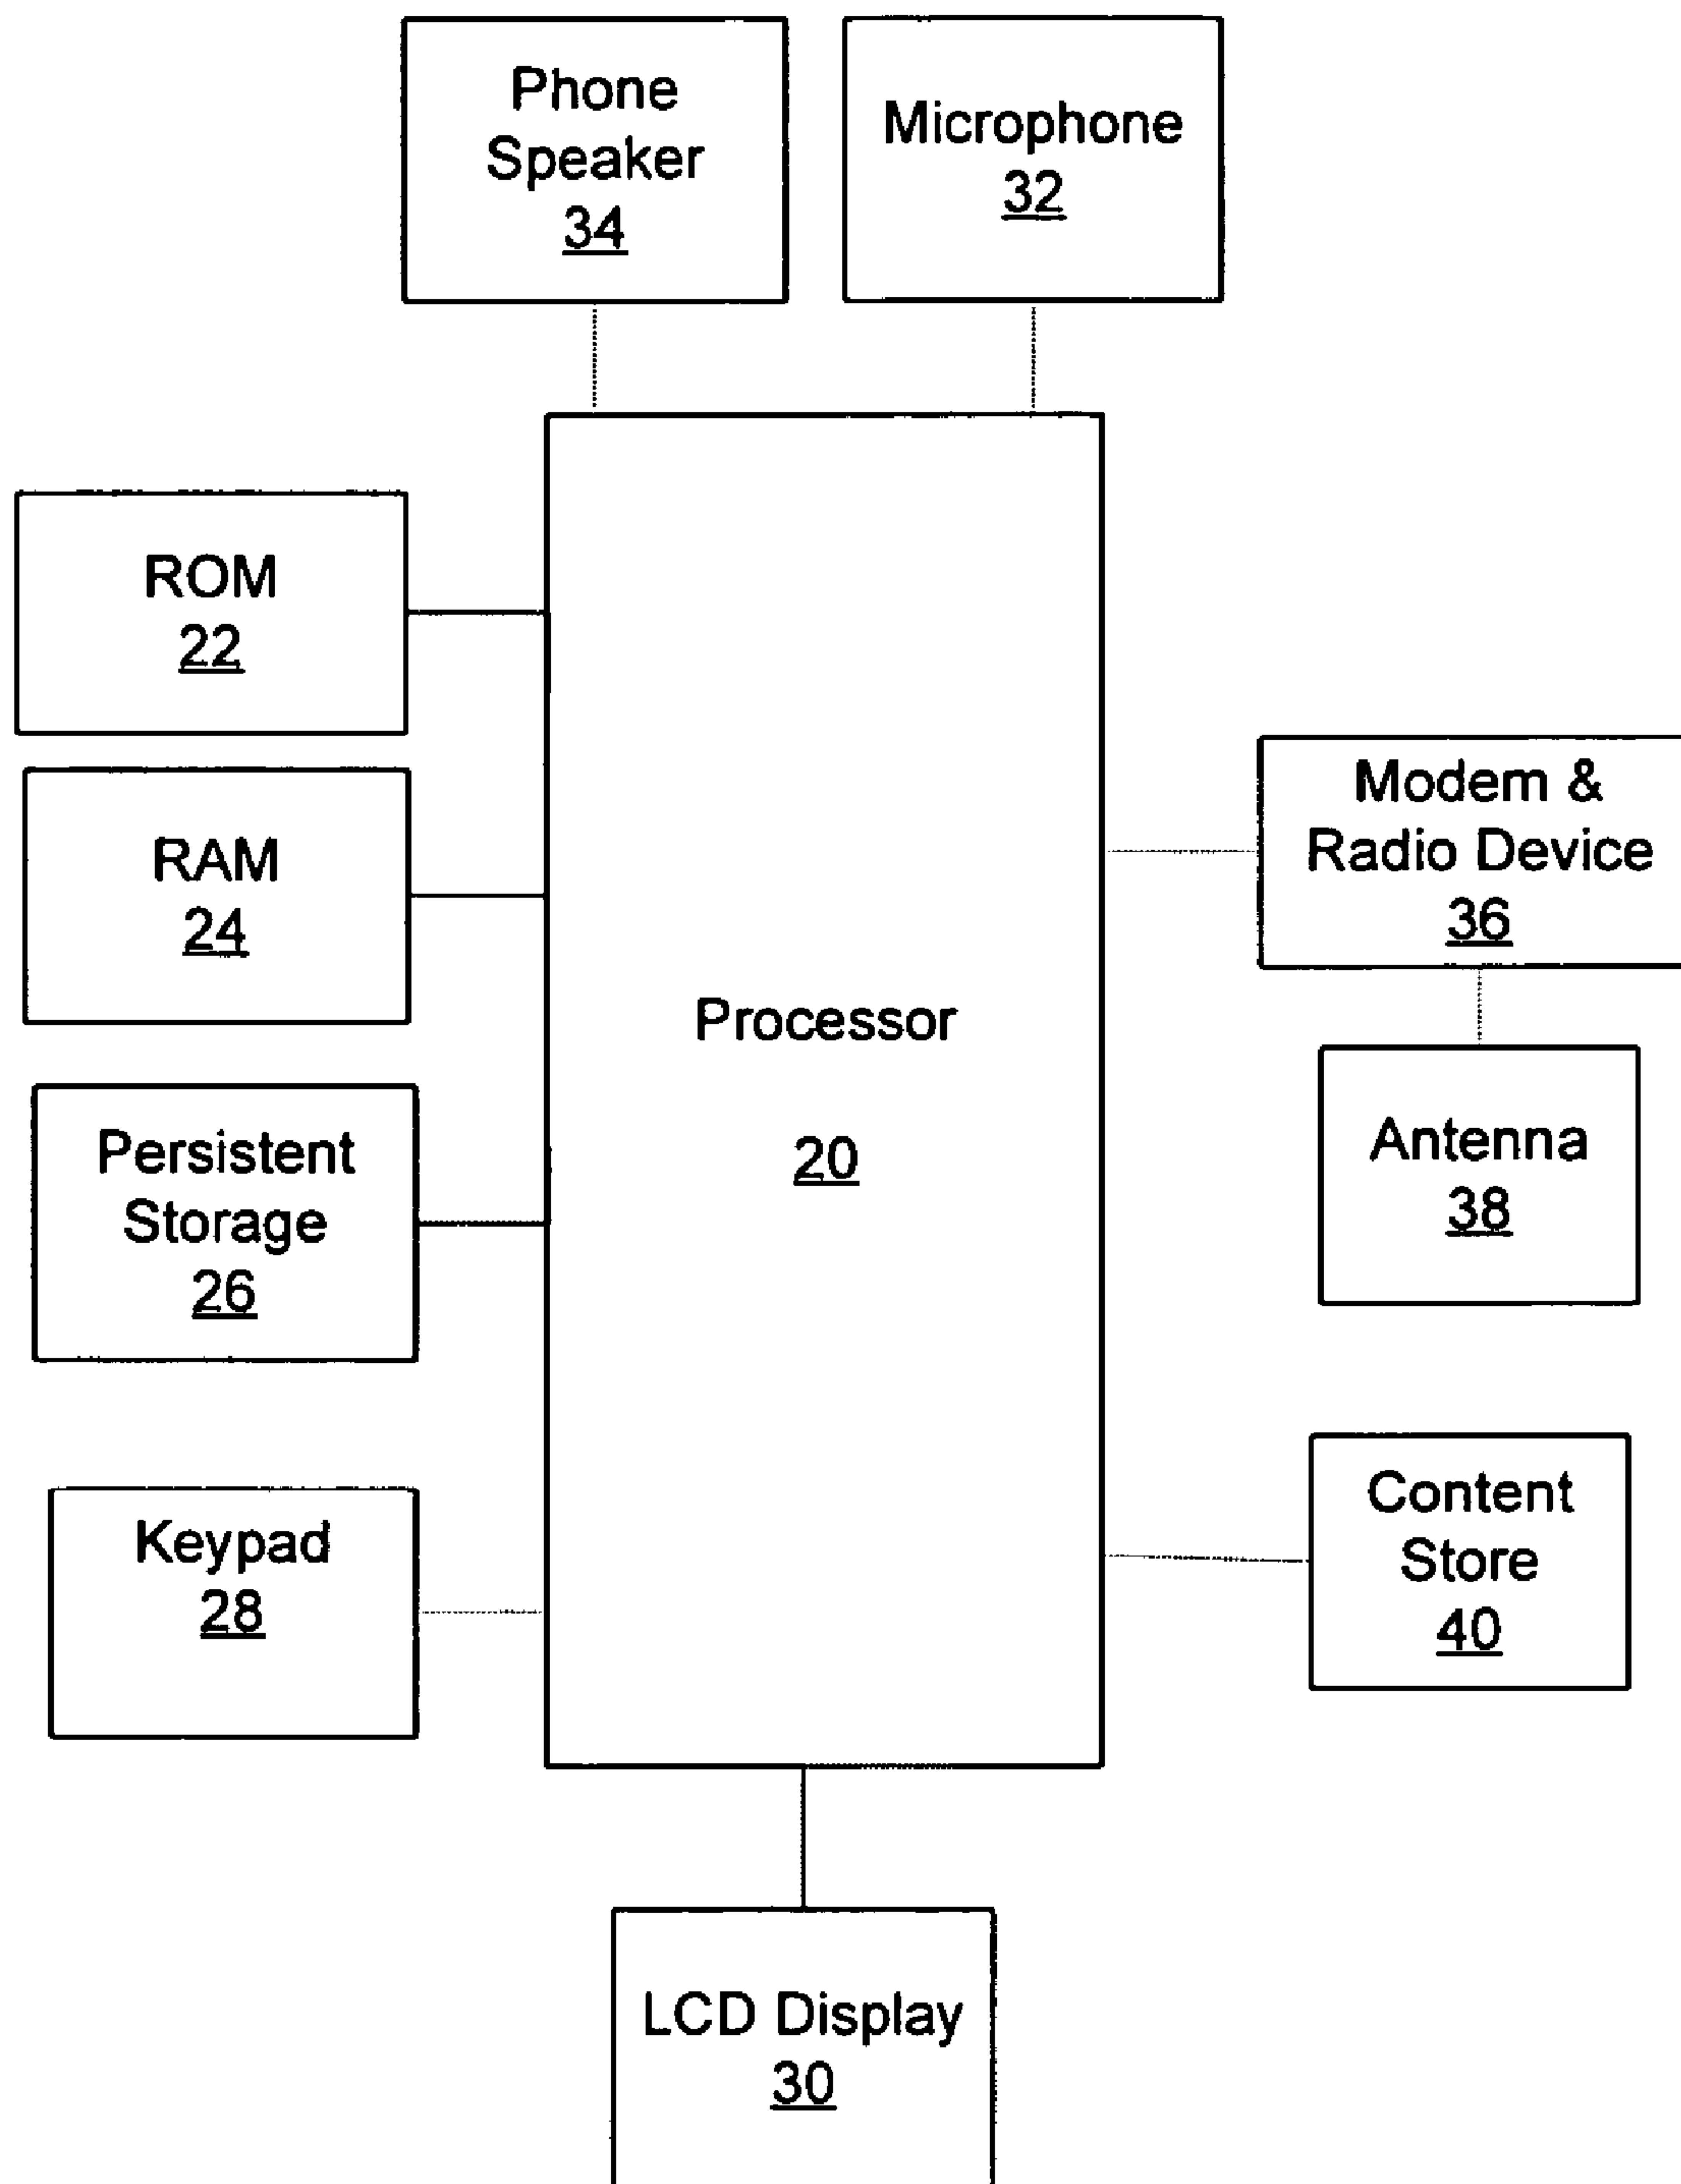 Phone
Speaker
34
Microphone
32
ROM
22
RAM
24
Persistent
Storage
26
Keypad
28
Processor
20
Modem &
Radio Device
36
Antenna
38
Content
Store
40
LCD Display
30